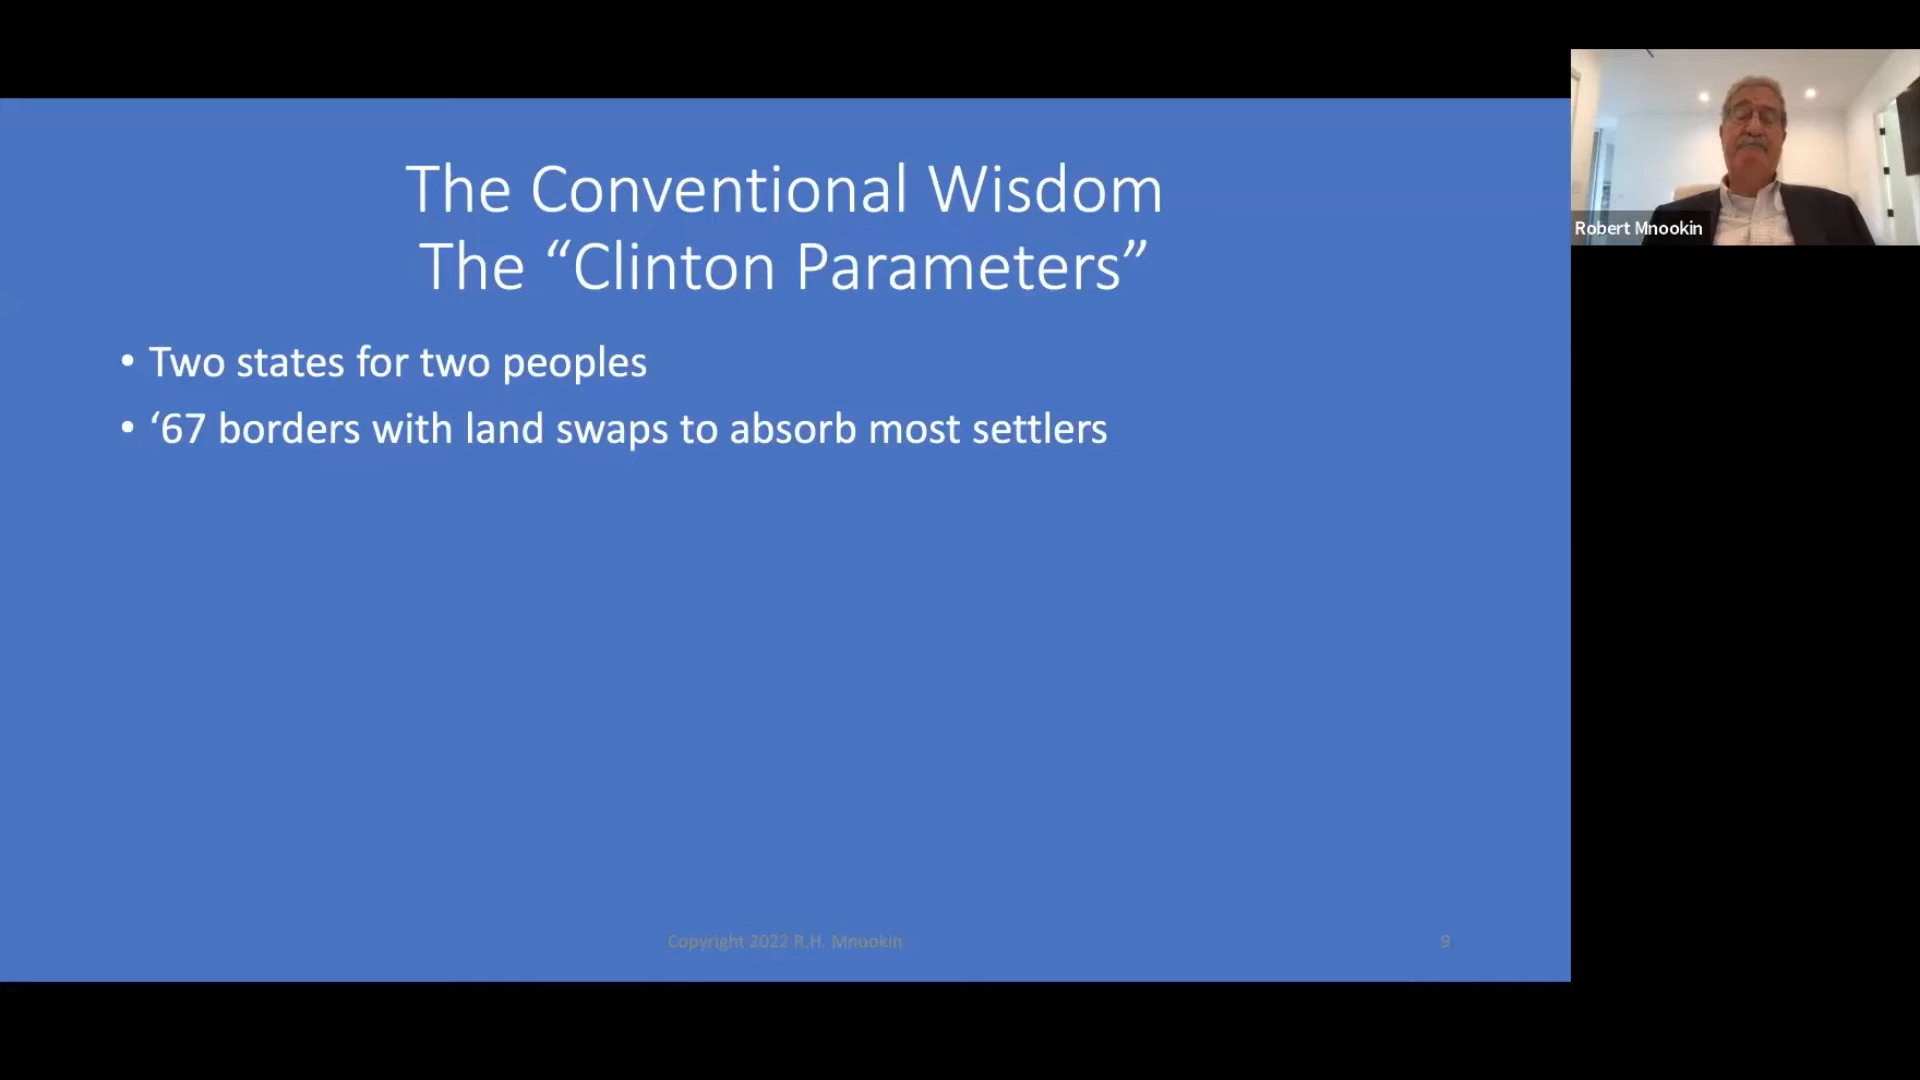 The Conventional Wisdom
The “Clinton Parameters”
• Two states for two peoples
• ‘67 borders with land swaps to absorb most settlers
Copyright 2022 R.H. Mnookin
9
Robert Mnookin